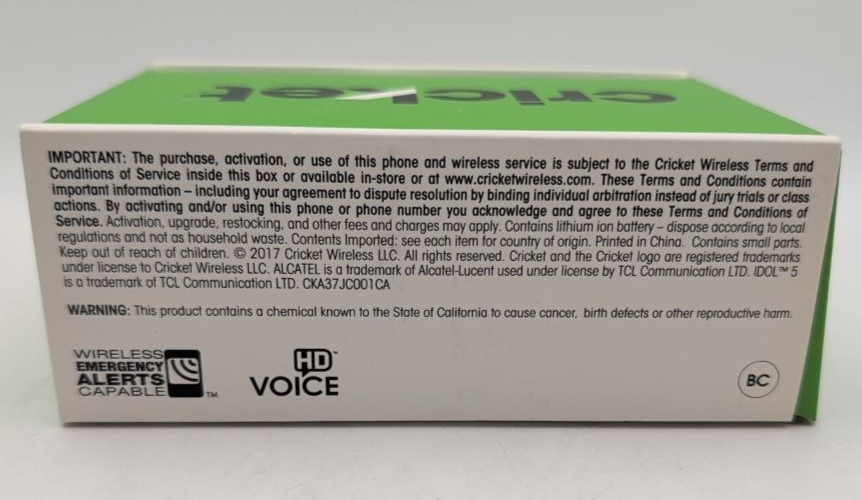 cricket
IMPORTANT: The purchase, activation, or use of this phone and wireless service is subject to the Cricket Wireless Terms and
Conditions of Service inside this box or available in-store or at www.cricketwireless.com. These Terms and Conditions contain
important information – including your agreement to dispute resolution by binding individual arbitration instead of jury trials or class
actions. By activating and/or using this phone or phone number you acknowledge and agree to these Terms and Conditions of
Service. Activation, upgrade, restocking, and other fees and charges may apply. Contains lithium ion battery – dispose according to local
regulations and not as household waste. Contents Imported: see each item for country of origin. Printed in China. Contains small parts.
Keep out of reach of children. © 2017 Cricket Wireless LLC. All rights reserved. Cricket and the Cricket logo are registered trademarks
under license to Cricket Wireless LLC. ALCATEL is a trademark of Alcatel-Lucent used under license by TCL Communication LTD. IDOL™ 5
is a trademark of TCL Communication LTD. CKA37JC001CA
WARNING: This product contains a chemical known to the State of California to cause cancer, birth defects or other reproductive harm.
WIRELESS
EMERGENCY
ALERTS
CAPABLE ™
HD™
VOICE
BC